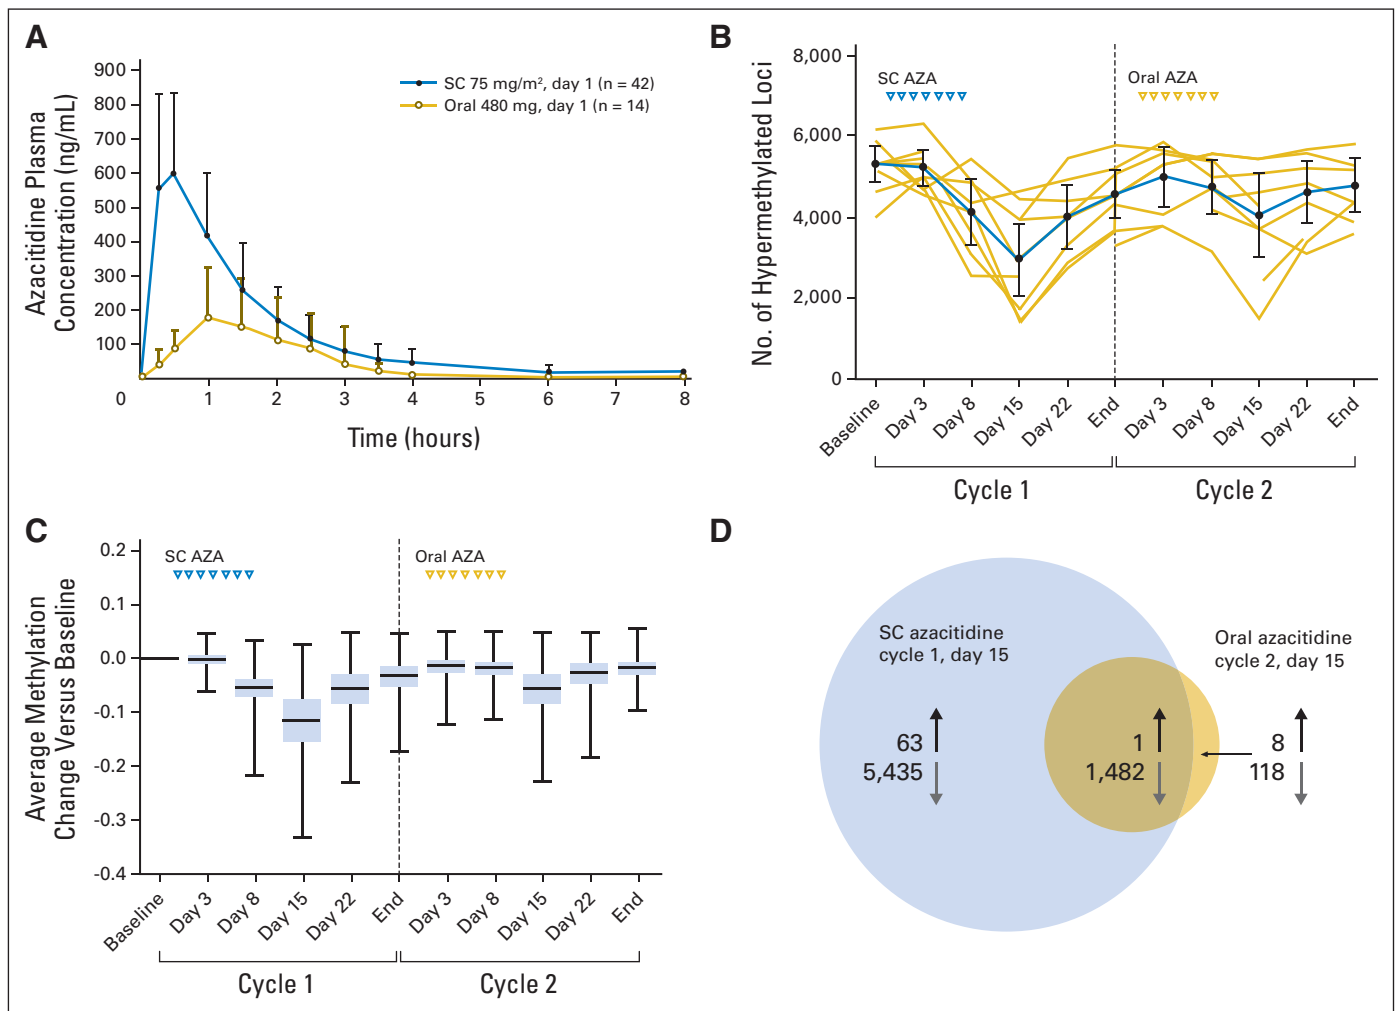 A
Azacitidine Plasma
Concentration (ng/mL)
900
800
700
600
500
400
300
200
100
0
1
2
3
4
5
6
7
8
Time (hours)
SC 75 mg/m², day 1 (n = 42)
Oral 480 mg, day 1 (n = 14)
B
No. of Hypermethylated Loci
8,000
6,000
4,000
2,000
0
SC AZA
Oral AZA
Baseline
Day 3
Day 8
Day 15
Day 22
End
Day 3
Day 8
Day 15
Day 22
End
Cycle 1
Cycle 2
C
Average Methylation
Change Versus Baseline
0.2
0.1
0.0
-0.1
-0.2
-0.3
-0.4
SC AZA
Oral AZA
Baseline
Day 3
Day 8
Day 15
Day 22
End
Day 3
Day 8
Day 15
Day 22
End
Cycle 1
Cycle 2
D
SC azacitidine
cycle 1, day 15
Oral azacitidine
cycle 2, day 15
63
5,435
1
1,482
8
118